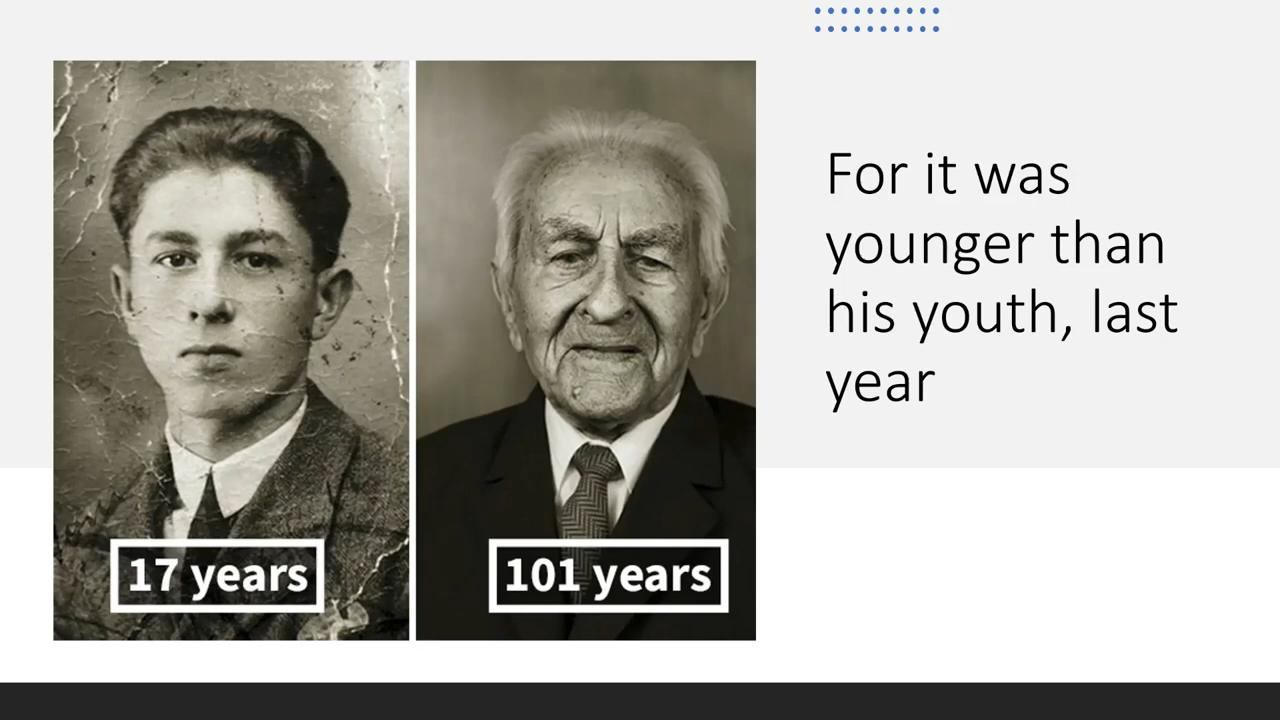 17 years
101 years
For it was
younger than
his youth, last
year